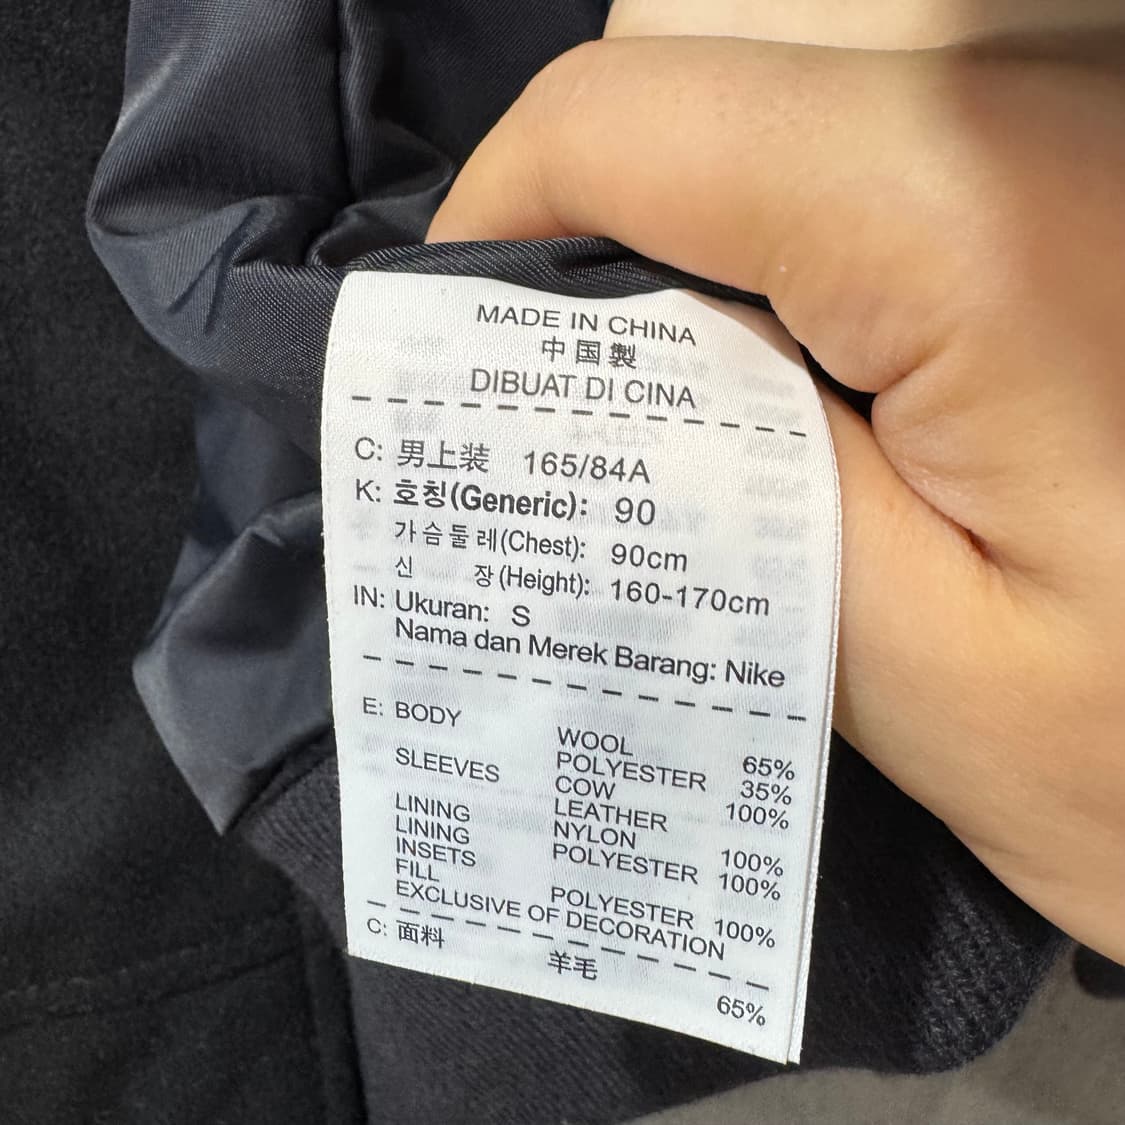 MADE IN CHINA
中国製
DIBUAT DI CINA
C: 男上装 165/84A
K: 호칭(Generic): 90
가슴둘레(Chest): 90cm
신 장(Height): 160-170cm
IN: Ukuran: S
Nama dan Merek Barang: Nike
E: BODY
WOOL 65%
POLYESTER 35%
SLEEVES COW LEATHER 100%
LINING NYLON 100%
LINING INSETS POLYESTER 100%
FILL POLYESTER 100%
EXCLUSIVE OF DECORATION
C: 面料 羊毛 65%